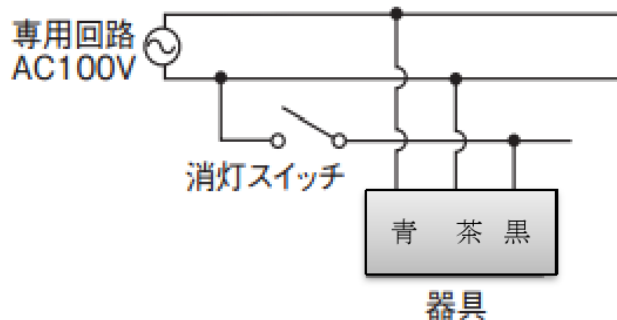 専用回路
AC100V
消灯スイッチ
青 茶 黒
器具